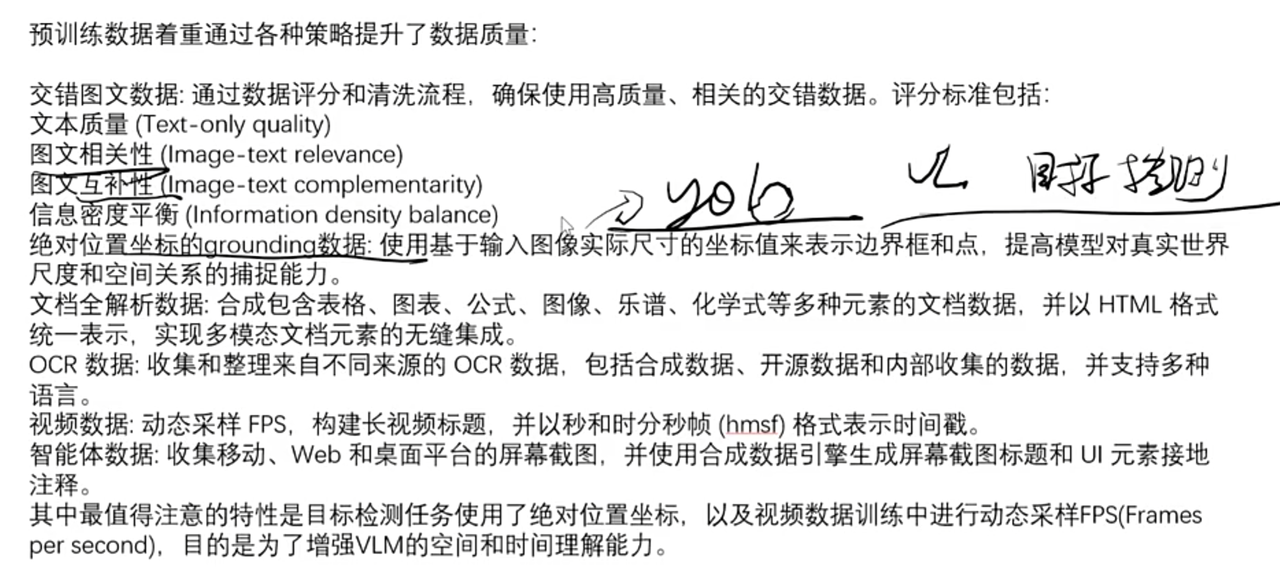 预训练数据着重通过各种策略提升了数据质量：
交错图文数据: 通过数据评分和清洗流程，确保使用高质量、相关的交错数据。评分标准包括：
文本质量 (Text-only quality)
图文相关性 (Image-text relevance)
图文互补性 (Image-text complementarity)
信息密度平衡 (Information density balance)
目标检测
绝对位置坐标的grounding数据: 使用基于输入图像实际尺寸的坐标值来表示边界框和点，提高模型对真实世界
尺度和空间关系的捕捉能力。
文档全解析数据: 合成包含表格、图表、公式、图像、乐谱、化学式等多种元素的文档数据，并以 HTML 格式
统一表示，实现多模态文档元素的无缝集成。
OCR 数据: 收集和整理来自不同来源的 OCR 数据，包括合成数据、开源数据和内部收集的数据，并支持多种
语言。
视频数据: 动态采样 FPS，构建长视频标题，并以秒和时分秒帧 (hmsf) 格式表示时间戳。
智能体数据: 收集移动、Web 和桌面平台的屏幕截图，并使用合成数据引擎生成屏幕截图标题和 UI 元素接地
注释。
其中最值得注意的特性是目标检测任务使用了绝对位置坐标，以及视频数据训练中进行动态采样FPS(Frames
per second)，目的是为了增强VLM的空间和时间理解能力。